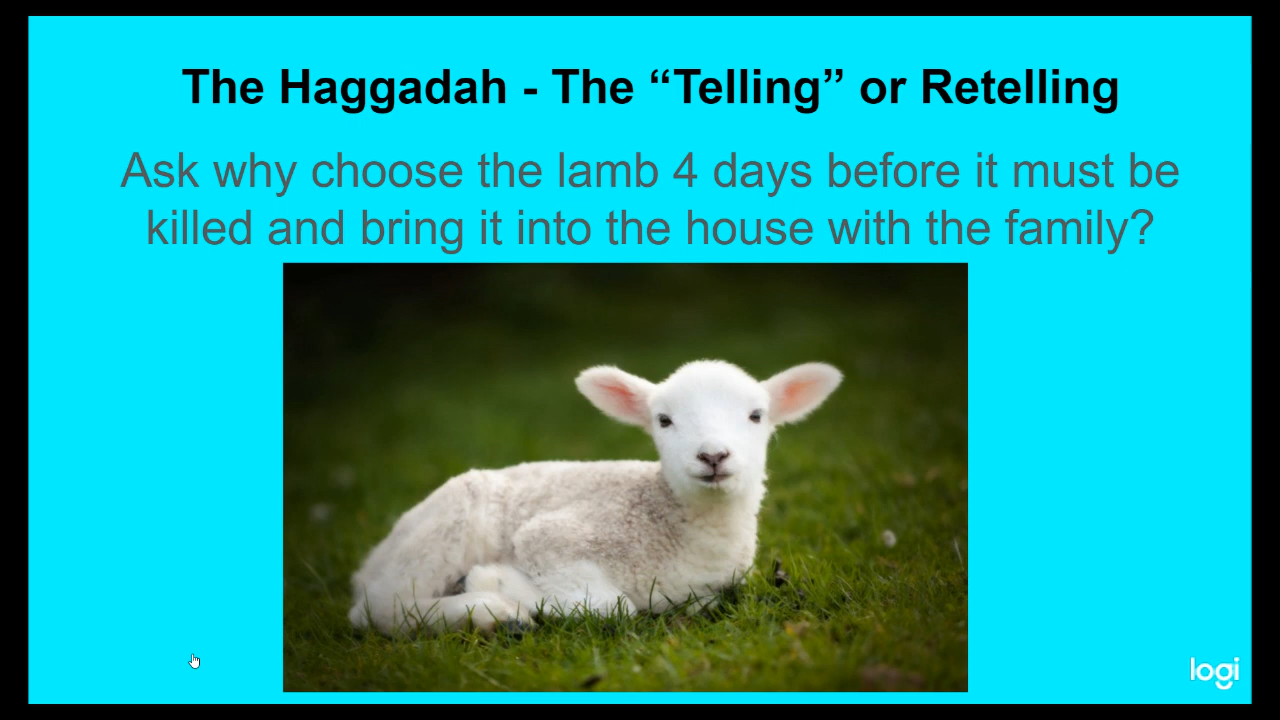 The Haggadah - The “Telling” or Retelling
Ask why choose the lamb 4 days before it must be
killed and bring it into the house with the family?
logi